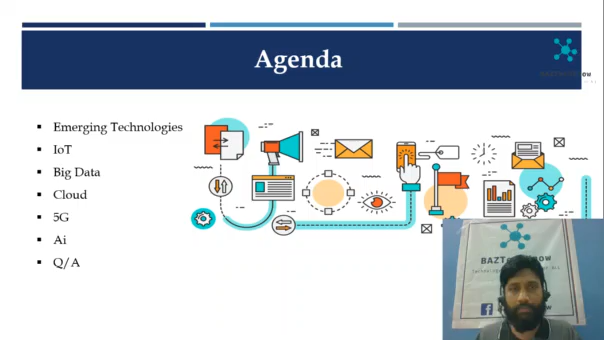 Agenda
Emerging Technologies
IoT
Big Data
Cloud
5G
Ai
Q/A